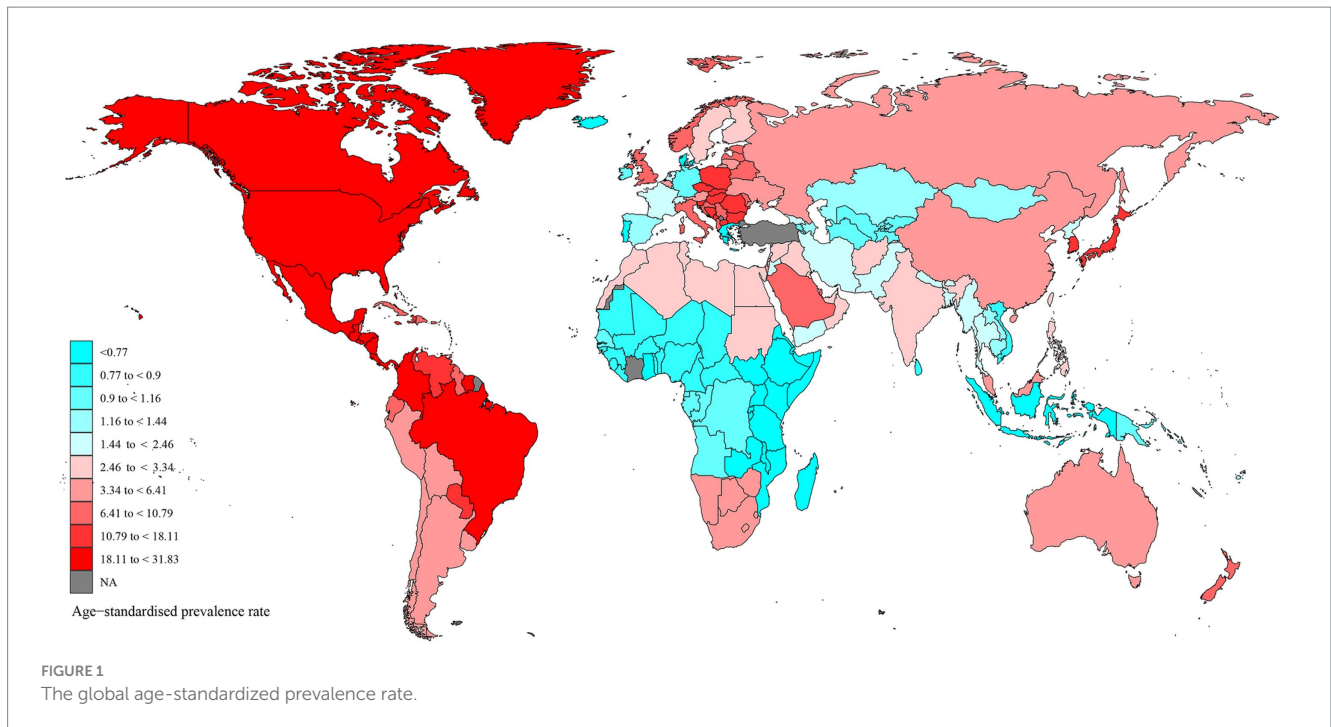 <0.77
0.77 to < 0.9
0.9 to < 1.16
1.16 to < 1.44
1.44 to < 2.46
2.46 to < 3.34
3.34 to < 6.41
6.41 to < 10.79
10.79 to < 18.11
18.11 to < 31.83
NA
Age−standardised prevalence rate
FIGURE 1
The global age-standardized prevalence rate.